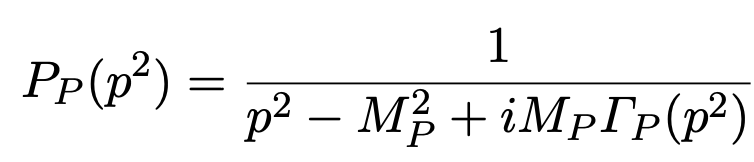 P_P(p^2) = \frac{1}{p^2 - M_P^2 + i M_P \Gamma_P(p^2)}